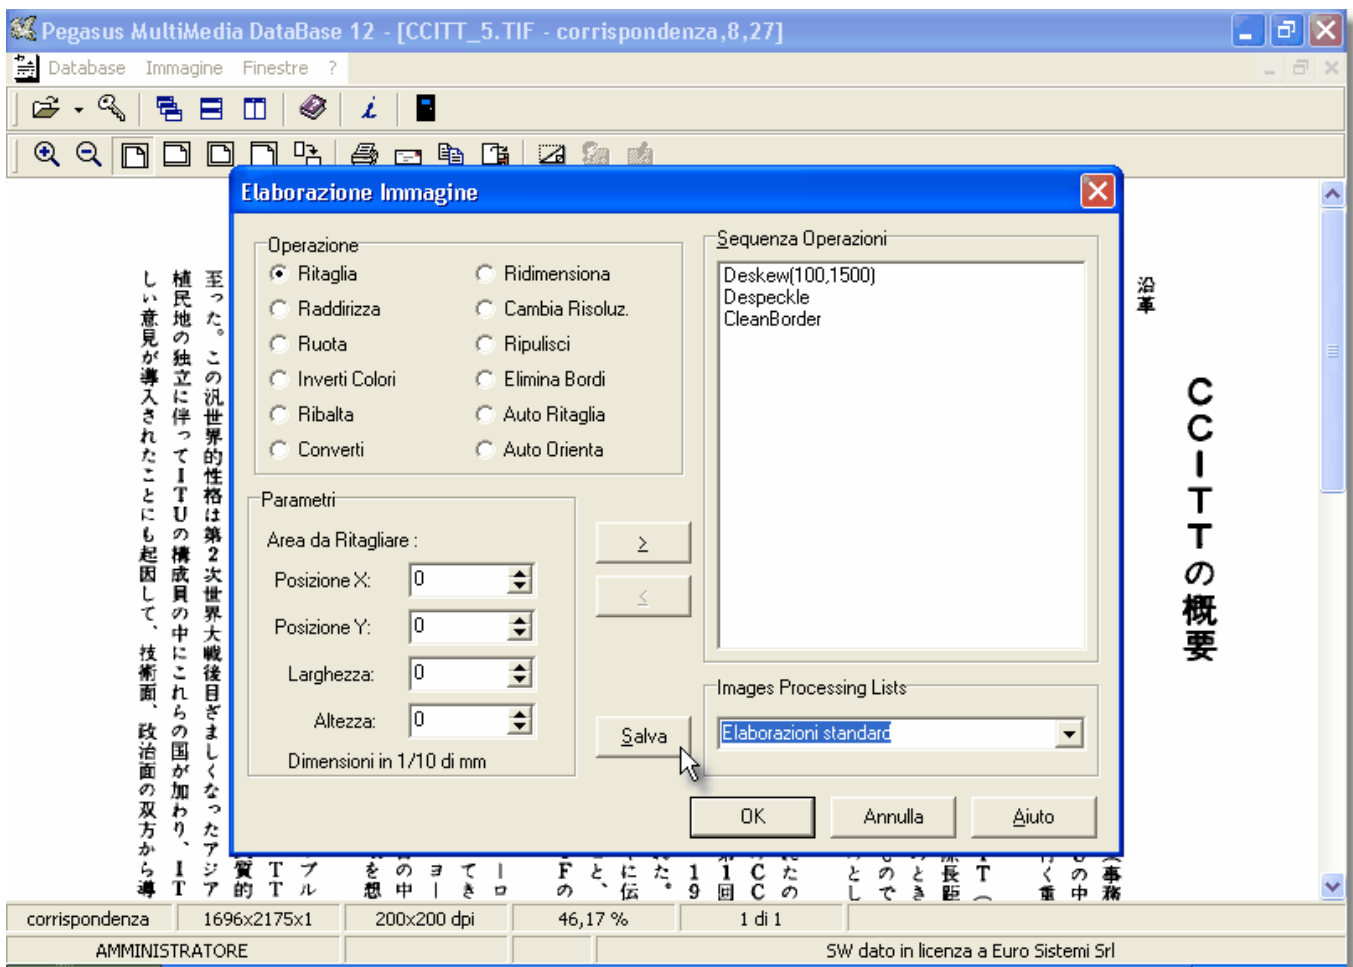 Pegasus MultiMedia DataBase 12 - [CCITT_5.TIF - corrispondenza,8,27]
Database Immagine Finestre ?
Elaborazione Immagine
Operazione
Ritaglia
Raddirizza
Ruota
Inverti Colori
Ribalta
Converti
Ridimensiona
Cambia Risoluz.
Ripulisci
Elimina Bordi
Auto Ritaglia
Auto Orienta
Parametri
Area da Ritagliare :
Posizione X: 0
Posizione Y: 0
Larghezza: 0
Altezza: 0
Dimensioni in 1/10 di mm
>
<
Salva
Sequenza Operazioni
Deskew(100,1500)
Despeckle
CleanBorder
Images Processing Lists
Elaborazioni standard
OK Annulla Aiuto
CCITTの概要
沿革
至った。この汎世界的性格は第2次世界大戦後目ざましくなったアジア
植民地の独立に伴ってITUの構成員の中にこれらの国が加わり、IT
しい意見が導入されたことにも起因して、技術面、政治面の双方から導
corrispondenza 1696x2175x1 200x200 dpi 46,17 % 1 di 1
AMMINISTRATORE SW dato in licenza a Euro Sistemi Srl